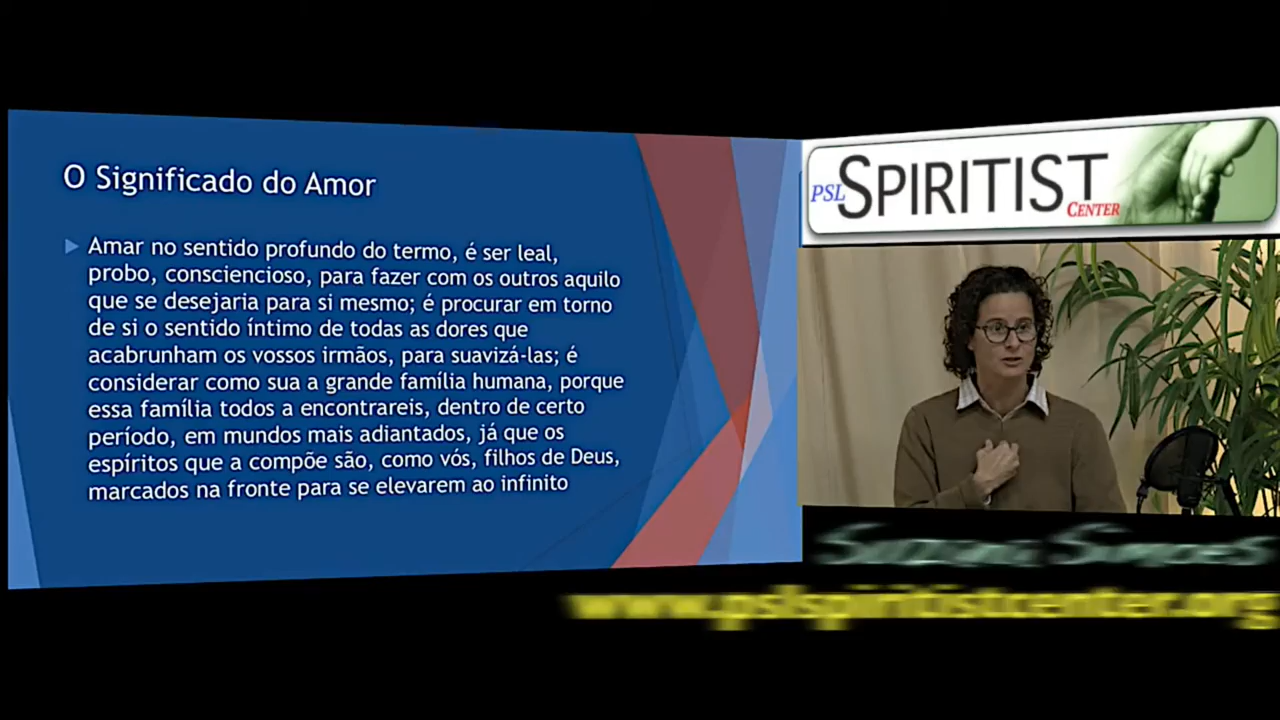 O Significado do Amor
Amar no sentido profundo do termo, é ser leal,
probo, consciencioso, para fazer com os outros aquilo
que se desejaria para si mesmo; é procurar em torno
de si o sentido íntimo de todas as dores que
acabrunham os vossos irmãos, para suavizá-las; é
considerar como sua a grande família humana, porque
essa família todos a encontrareis, dentro de certo
período, em mundos mais adiantados, já que os
espíritos que a compõe são, como vós, filhos de Deus,
marcados na fronte para se elevarem ao infinito
PSL SPIRITIST
CENTER
www.pslspiritistcenter.org